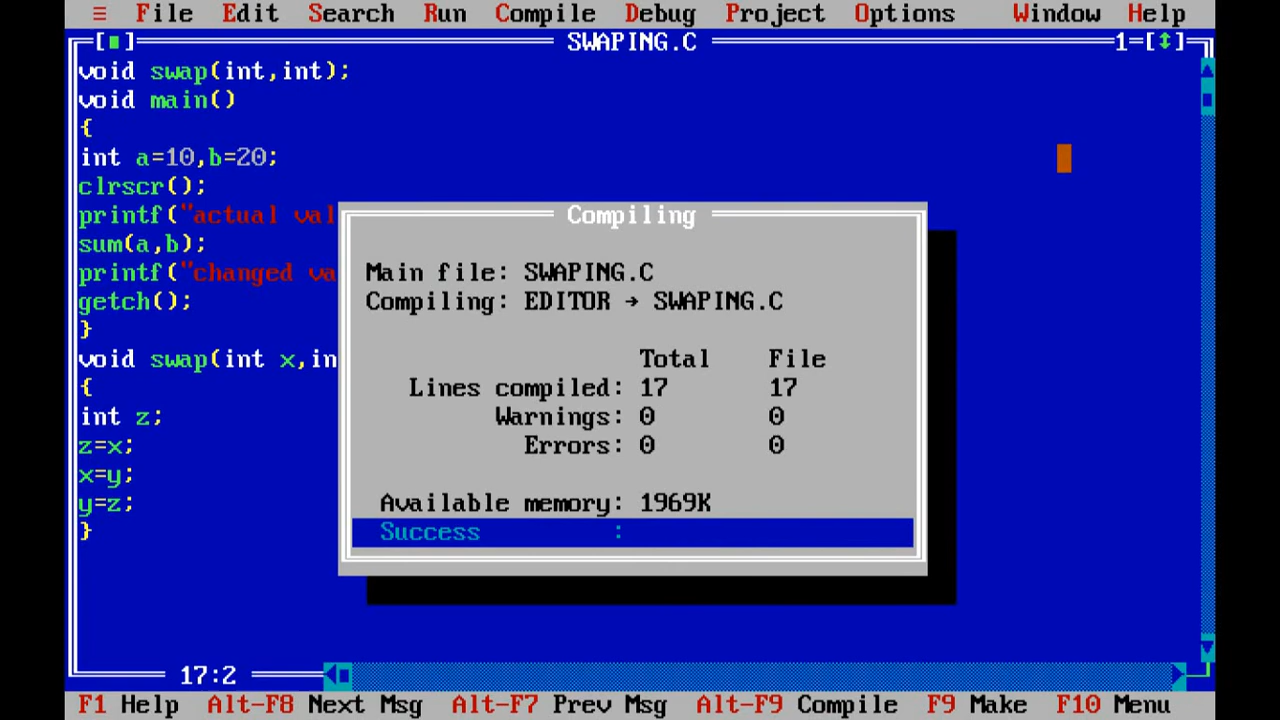 ≡ File Edit Search Run Compile Debug Project Options Window Help
[■] SWAPING.C 1=[↕]
void swap(int,int);
void main()
{
int a=10,b=20;
clrscr();
printf("actual val
sum(a,b);
printf("changed va
getch();
}
void swap(int x,in
{
int z;
z=x;
x=y;
y=z;
}
Compiling
Main file: SWAPING.C
Compiling: EDITOR → SWAPING.C
Total File
Lines compiled: 17 17
Warnings: 0 0
Errors: 0 0
Available memory: 1969K
Success :
17:2
F1 Help Alt-F8 Next Msg Alt-F7 Prev Msg Alt-F9 Compile F9 Make F10 Menu